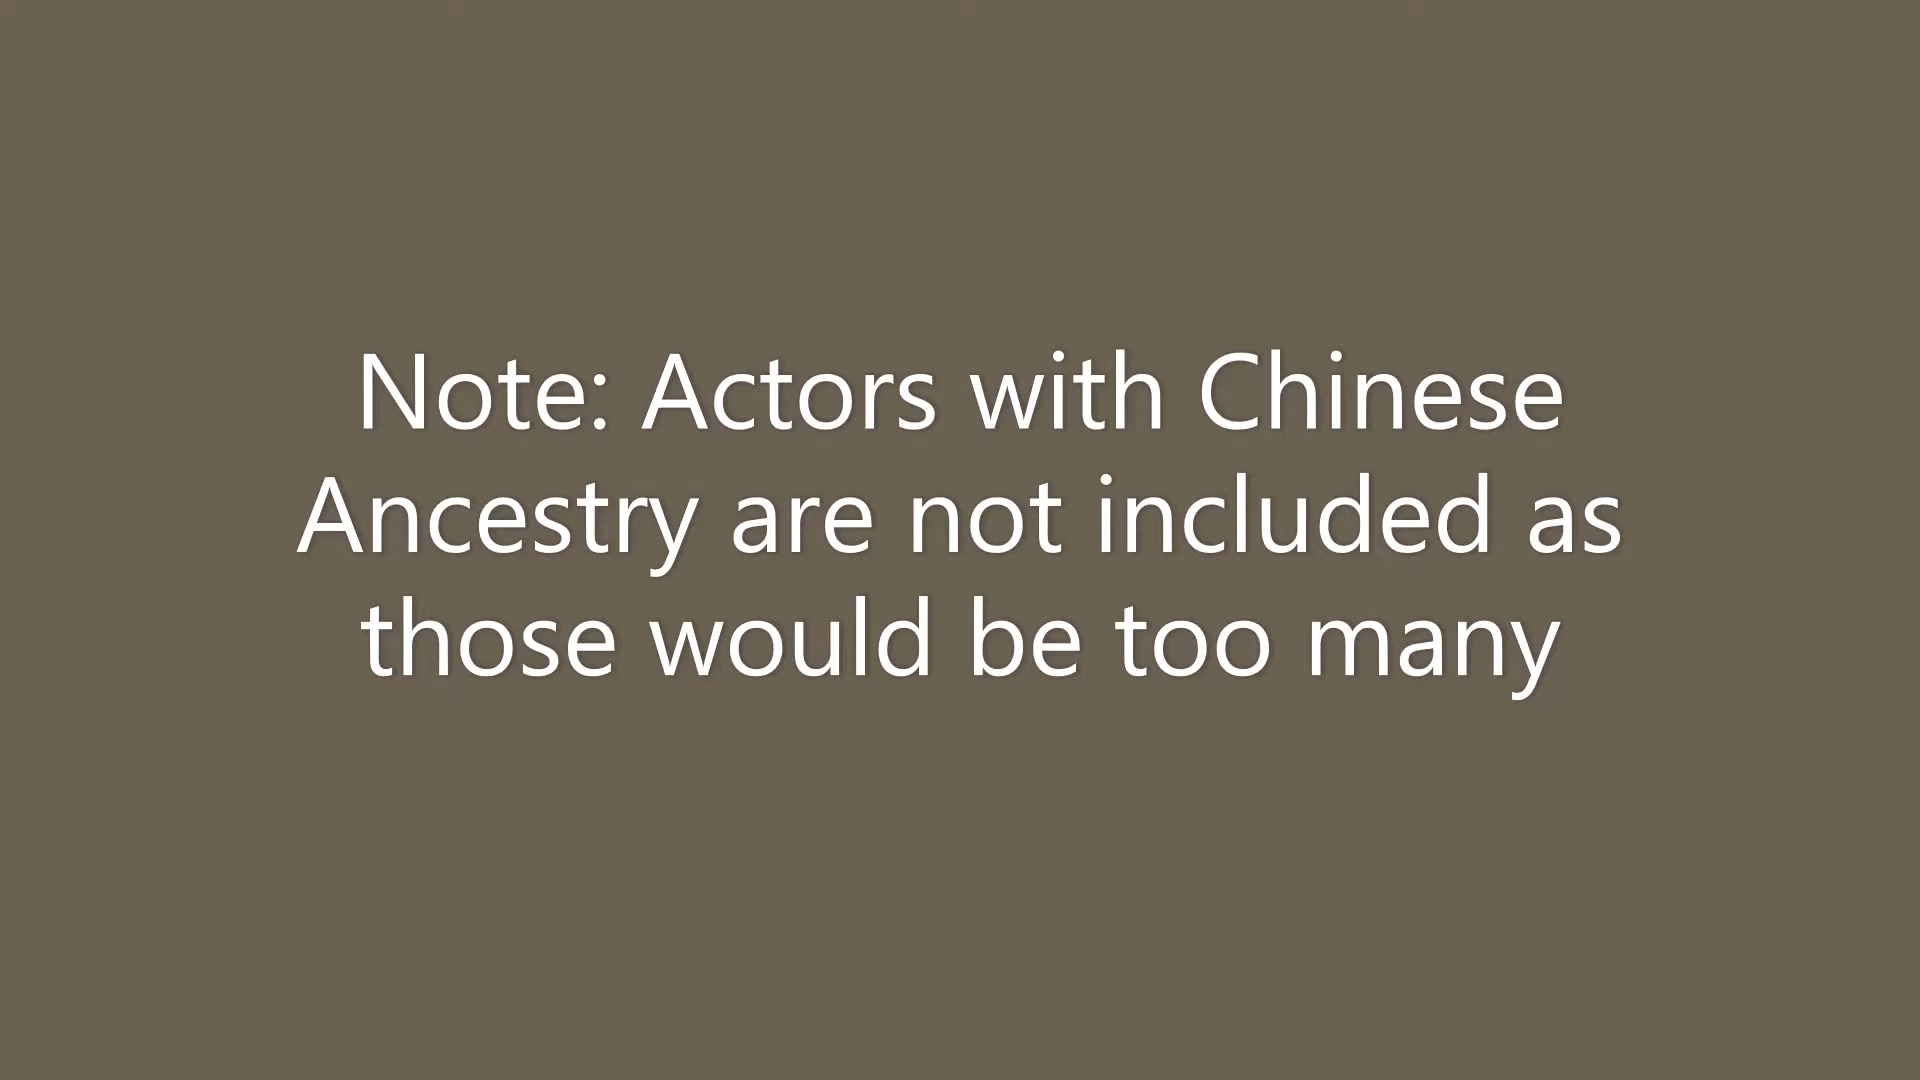 Note: Actors with Chinese
Ancestry are not included as
those would be too many